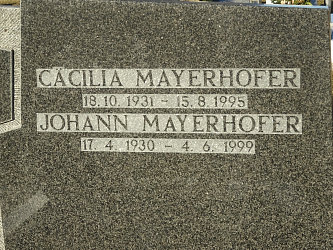 CÄCILIA MAYERHOFER
18.10.1931 - 15.8.1995
JOHANN MAYERHOFER
17.4.1930 - 4.6.1999